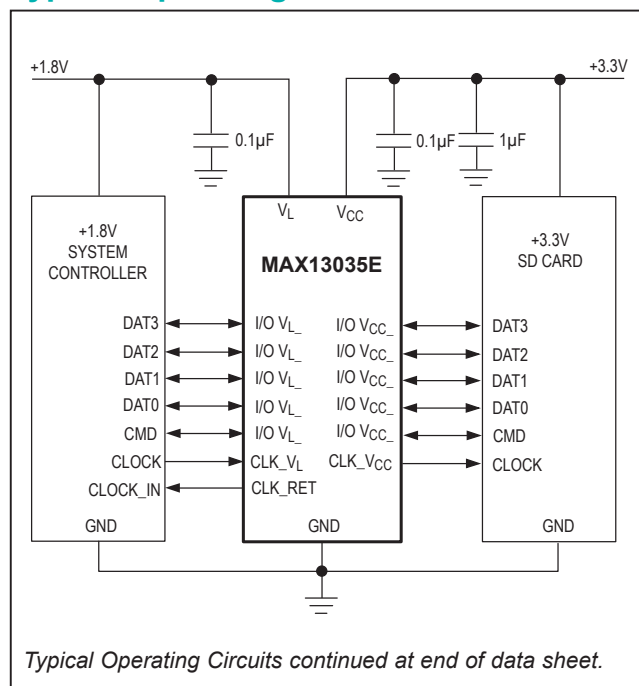 +1.8V
+3.3V
0.1µF
0.1µF
1µF
VL
VCC
+1.8V
SYSTEM
CONTROLLER
MAX13035E
+3.3V
SD CARD
DAT3
I/O VL_
I/O VCC_
DAT3
DAT2
I/O VL_
I/O VCC_
DAT2
DAT1
I/O VL_
I/O VCC_
DAT1
DAT0
I/O VL_
I/O VCC_
DAT0
CMD
I/O VL_
I/O VCC_
CMD
CLOCK
CLK_VL
CLK_VCC
CLOCK
CLOCK_IN
CLK_RET
GND
GND
GND
Typical Operating Circuits continued at end of data sheet.